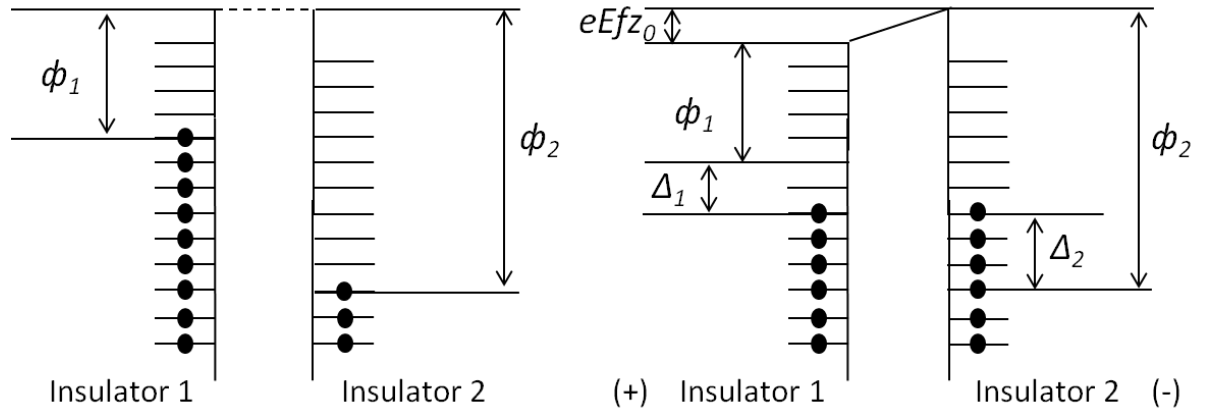 ϕ1
ϕ2
Insulator 1
Insulator 2
eEfz0
ϕ1
Δ1
ϕ2
Δ2
(+) Insulator 1
Insulator 2 (-)